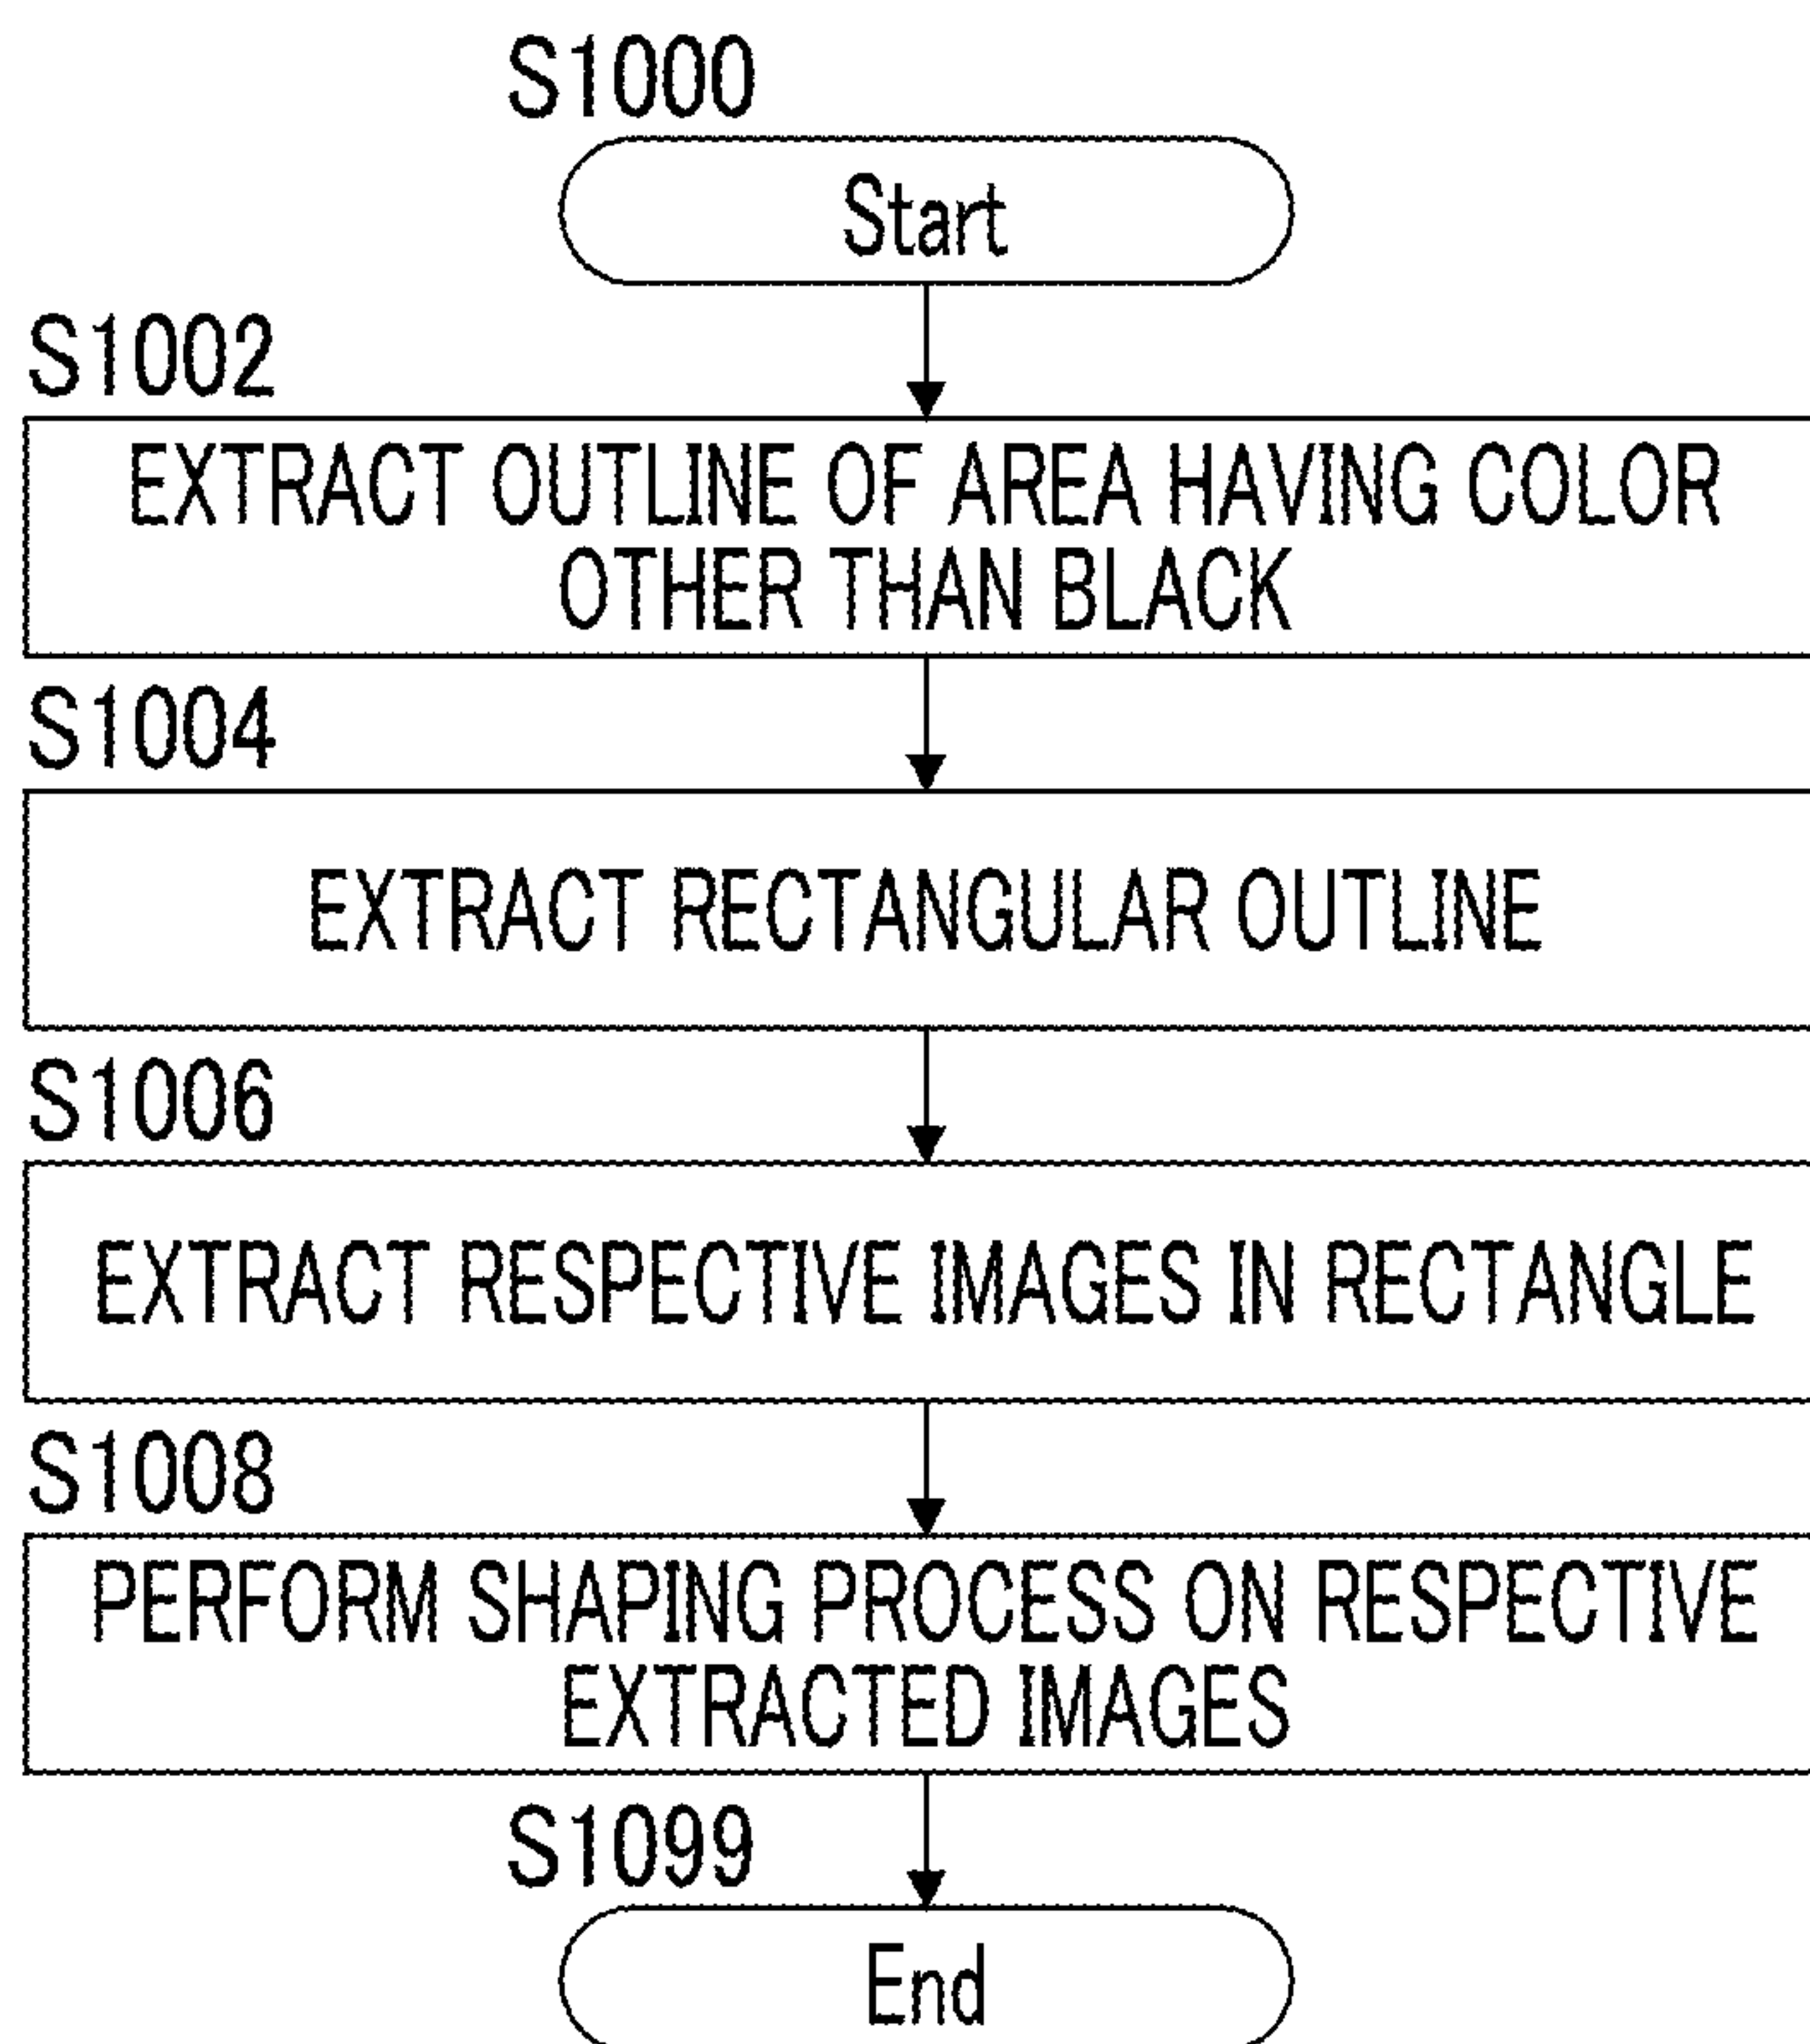 S1000
Start
S1002
EXTRACT OUTLINE OF AREA HAVING COLOR
OTHER THAN BLACK
S1004
EXTRACT RECTANGULAR OUTLINE
S1006
EXTRACT RESPECTIVE IMAGES IN RECTANGLE
S1008
PERFORM SHAPING PROCESS ON RESPECTIVE
EXTRACTED IMAGES
S1099
End